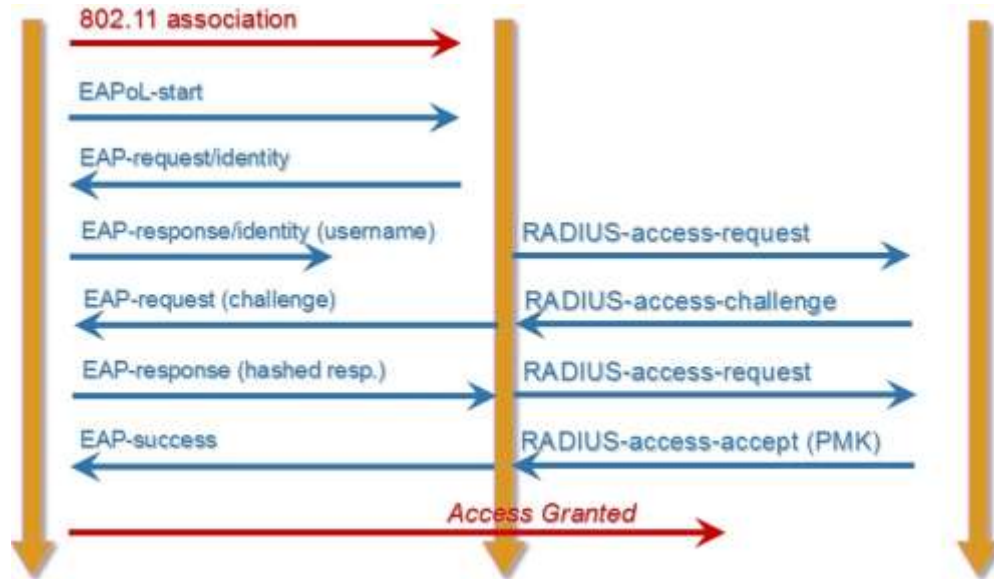 802.11 association
EAPoL-start
EAP-request/identity
EAP-response/identity (username)
RADIUS-access-request
EAP-request (challenge)
RADIUS-access-challenge
EAP-response (hashed resp.)
RADIUS-access-request
EAP-success
RADIUS-access-accept (PMK)
Access Granted